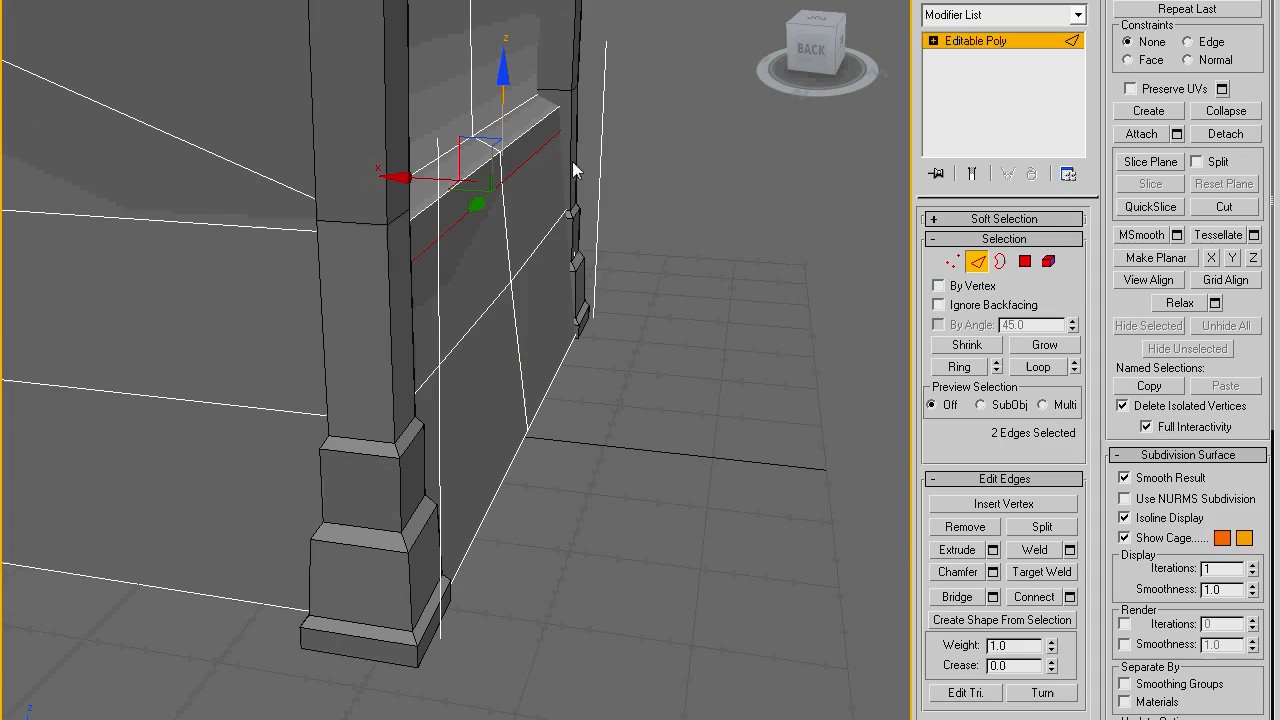 z
x
z
BACK
Modifier List
Editable Poly
Soft Selection
Selection
By Vertex
Ignore Backfacing
By Angle: 45.0
Shrink Grow
Ring Loop
Preview Selection
Off SubObj Multi
2 Edges Selected
Edit Edges
Insert Vertex
Remove Split
Extrude Weld
Chamfer Target Weld
Bridge Connect
Create Shape From Selection
Weight: 1.0
Crease: 0.0
Edit Tri. Turn
Repeat Last
Constraints
None Edge
Face Normal
Preserve UVs
Create Collapse
Attach Detach
Slice Plane Split
Slice Reset Plane
QuickSlice Cut
MSmooth Tessellate
Make Planar X Y Z
View Align Grid Align
Relax
Hide Selected Unhide All
Hide Unselected
Named Selections:
Copy Paste
Delete Isolated Vertices
Full Interactivity
Subdivision Surface
Smooth Result
Use NURMS Subdivision
Isoline Display
Show Cage......
Display
Iterations: 1
Smoothness: 1.0
Render
Iterations: 0
Smoothness: 1.0
Separate By
Smoothing Groups
Materials